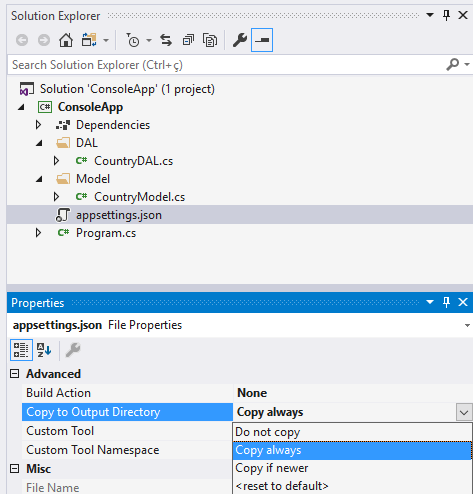 Solution Explorer
Search Solution Explorer (Ctrl+ç)
Solution 'ConsoleApp' (1 project)
C# ConsoleApp
Dependencies
DAL
C# CountryDAL.cs
Model
C# CountryModel.cs
appsettings.json
C# Program.cs
Properties
appsettings.json File Properties
Advanced
Build Action None
Copy to Output Directory Copy always
Custom Tool Do not copy
Custom Tool Namespace Copy always
Misc Copy if newer
File Name <reset to default>